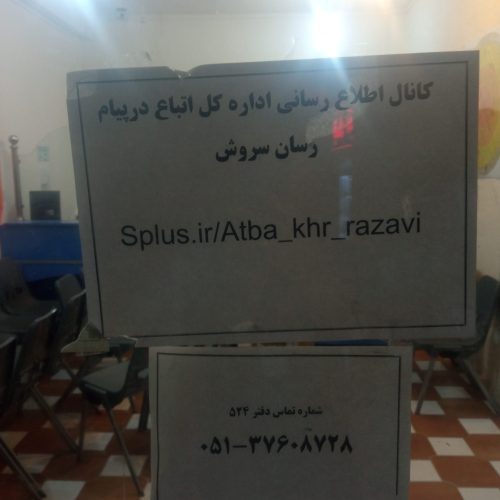 کانال اطلاع رسانی اداره کل اتباع درپیام
رسان سروش
Splus.ir/Atba_khr_razavi
شماره تماس دفتر ۵۲۴
۰۵۱-۳۷۶۰۸۷۲۸